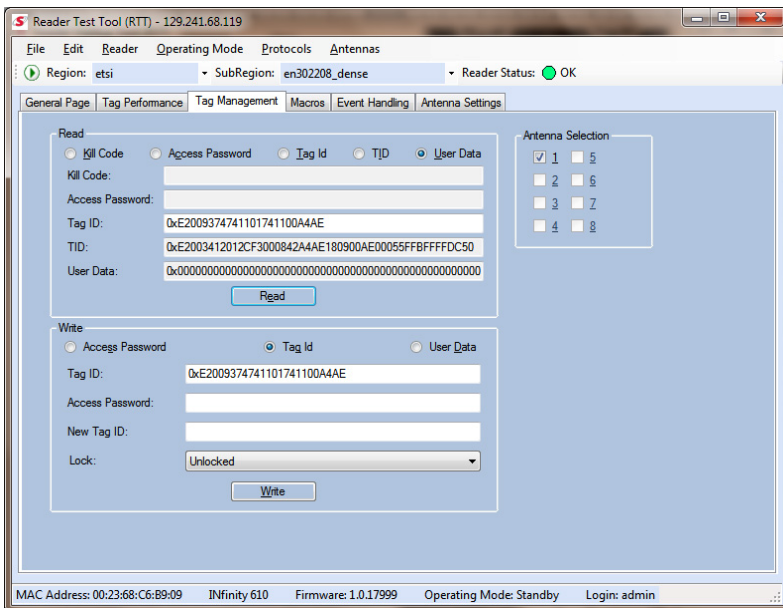 S Reader Test Tool (RTT) - 129.241.68.119
File Edit Reader Operating Mode Protocols Antennas
Region: etsi SubRegion: en302208_dense Reader Status: OK
General Page Tag Perfomance Tag Management Macros Event Handling Antenna Settings
Read
Kill Code Access Password Tag Id TID User Data
Kill Code:
Access Password:
Tag ID: 0xE2009374741101741100A4AE
TID: 0xE2003412012CF3000842A4AE180900AE00055FFBFFFFDC50
User Data: 0x000000000000000000000000000000000000000000000000
Read
Antenna Selection
1 5
2 6
3 7
4 8
Write
Access Password Tag Id User Data
Tag ID: 0xE2009374741101741100A4AE
Access Password:
New Tag ID:
Lock: Unlocked
Write
MAC Address: 00:23:68:C6:B9:09 INfinity 610 Firmware: 1.0.17999 Operating Mode: Standby Login: admin